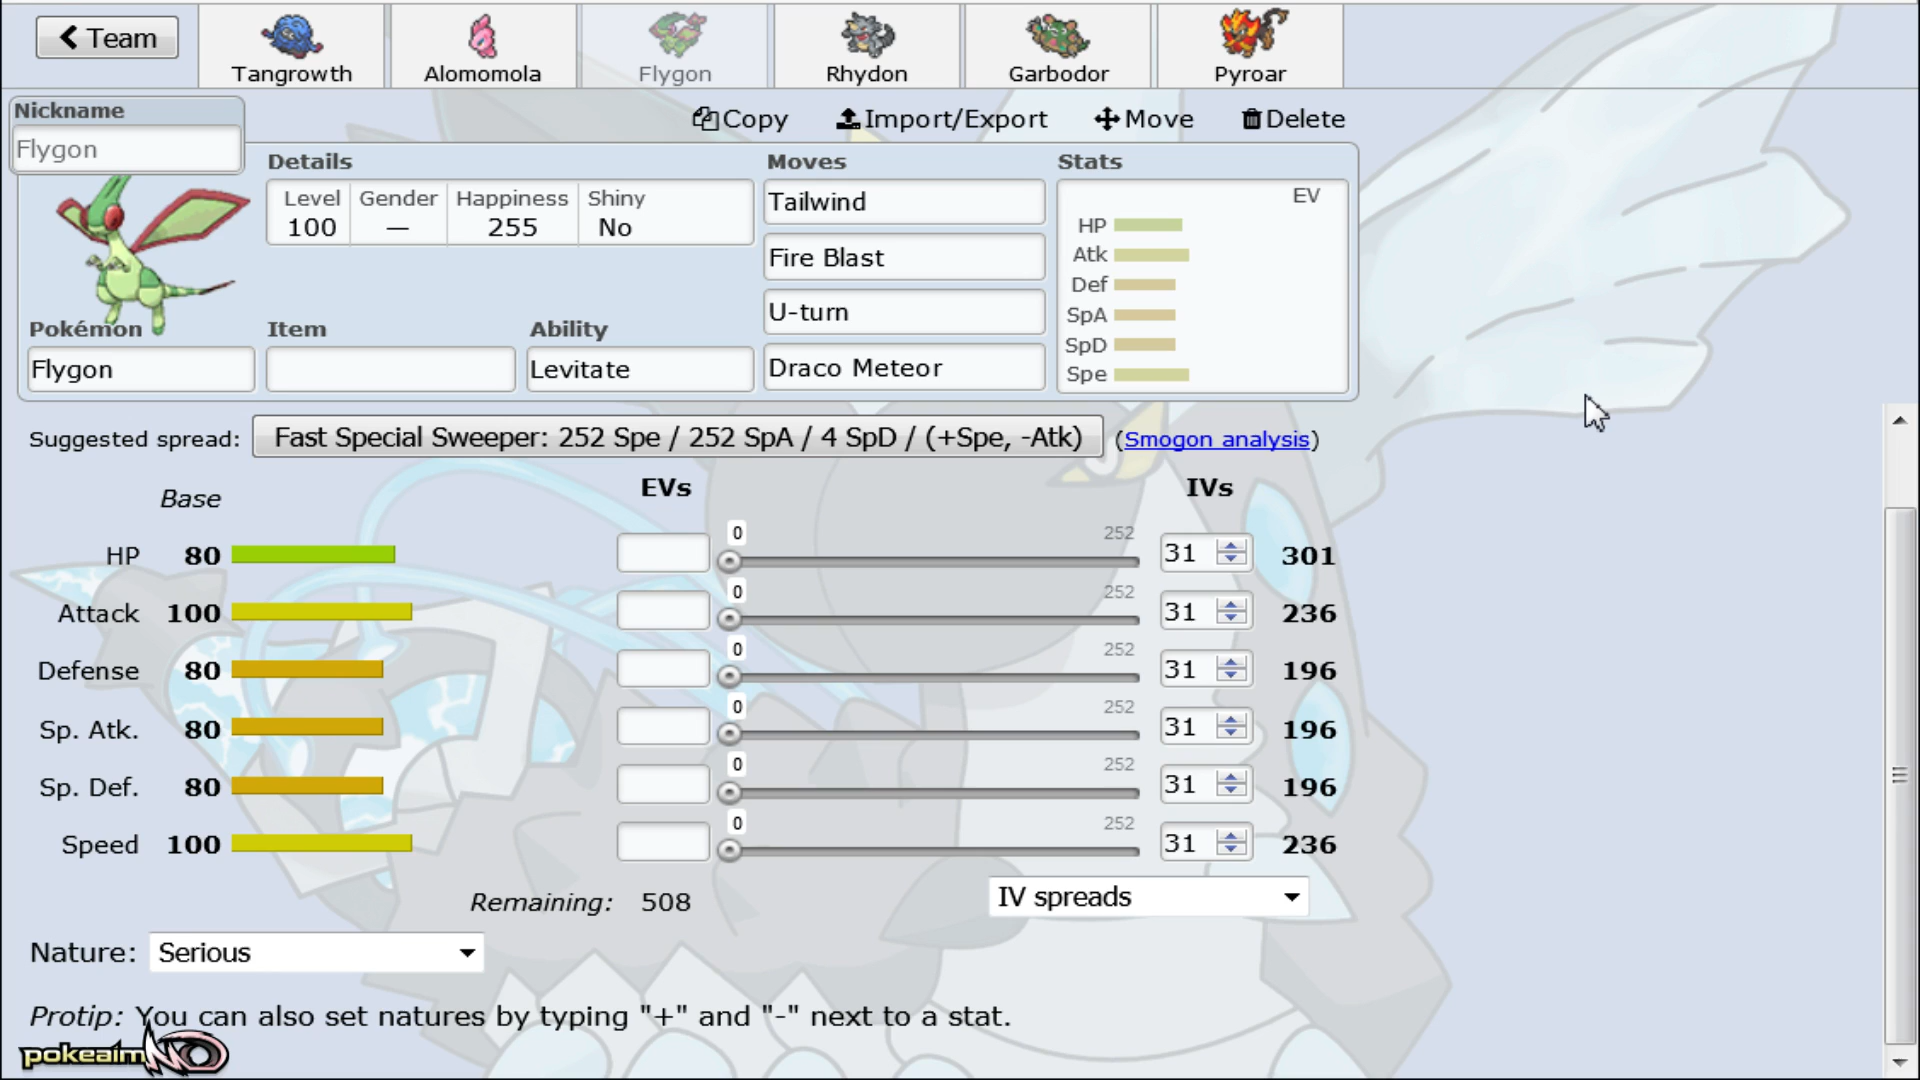 Team
Tangrowth
Alomomola
Flygon
Rhydon
Garbodor
Pyroar
Nickname
Flygon
Copy
Import/Export
Move
Delete
Details
Moves
Stats
Level
Gender
Happiness
Shiny
100
—
255
No
Tailwind
Fire Blast
U-turn
Draco Meteor
EV
HP
Atk
Def
SpA
SpD
Spe
Pokémon
Item
Ability
Flygon
Levitate
Suggested spread: Fast Special Sweeper: 252 Spe / 252 SpA / 4 SpD / (+Spe, -Atk) (Smogon analysis)
Base EVs IVs
HP 80 0 252 31 301
Attack 100 0 252 31 236
Defense 80 0 252 31 196
Sp. Atk. 80 0 252 31 196
Sp. Def. 80 0 252 31 196
Speed 100 0 252 31 236
Remaining: 508 IV spreads
Nature: Serious
Protip: You can also set natures by typing "+" and "-" next to a stat.
pokeaimMD